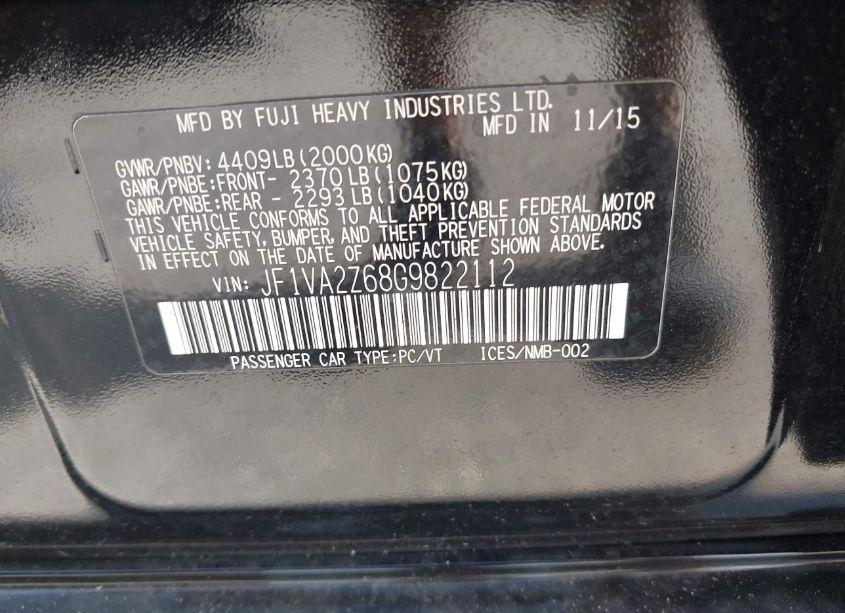 MFD BY FUJI HEAVY INDUSTRIES LTD.
MFD IN 11/15
GVWR/PNBV: 4409LB(2000KG)
GAWR/PNBE:FRONT- 2370LB(1075KG)
GAWR/PNBE:REAR - 2293LB(1040KG)
THIS VEHICLE CONFORMS TO ALL APPLICABLE FEDERAL MOTOR
VEHICLE SAFETY, BUMPER, AND THEFT PREVENTION STANDARDS
IN EFFECT ON THE DATE OF MANUFACTURE SHOWN ABOVE.
VIN: JF1VA2Z68G9822112
PASSENGER CAR TYPE:PC/VT ICES/NMB-002